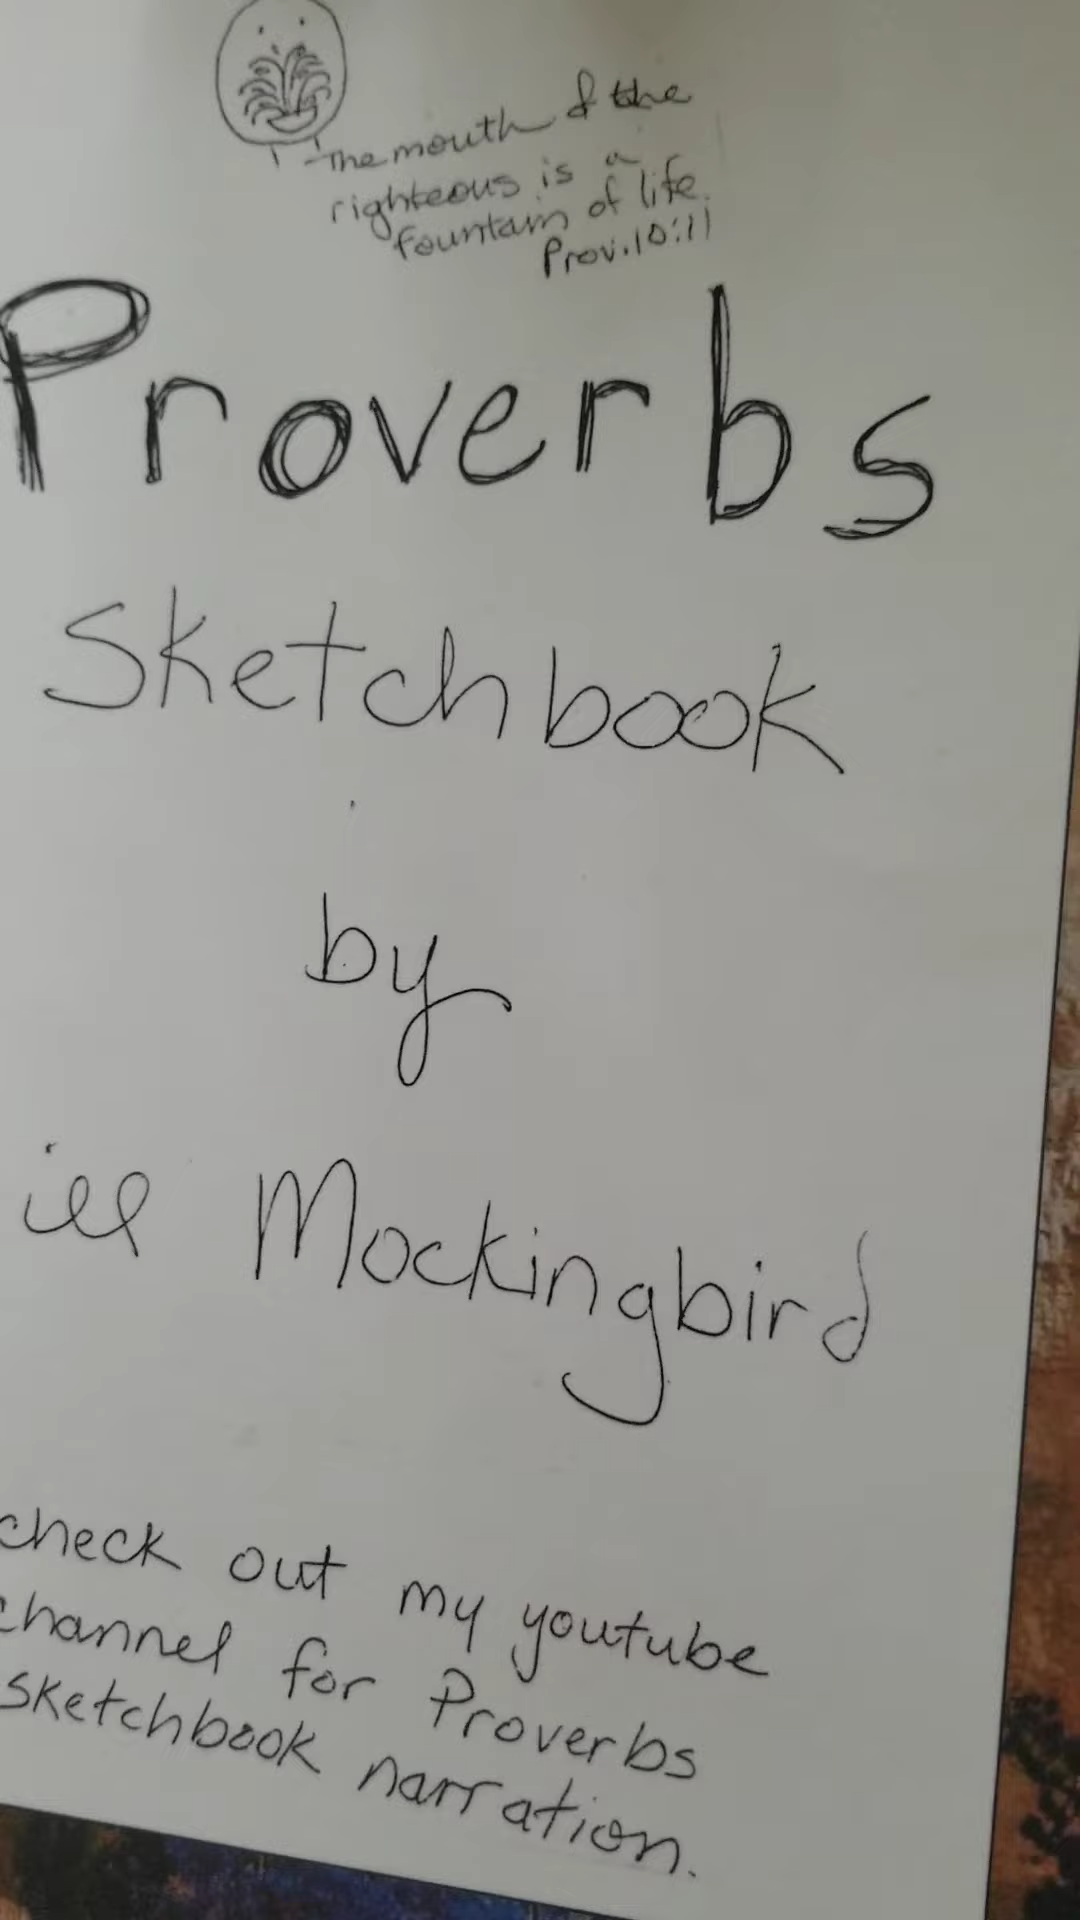 The mouth of the
righteous is a
fountain of life.
Prov. 10:11
Proverbs
Sketchbook
by
ill Mockingbird
check out my youtube
channel for Proverbs
sketchbook narration.